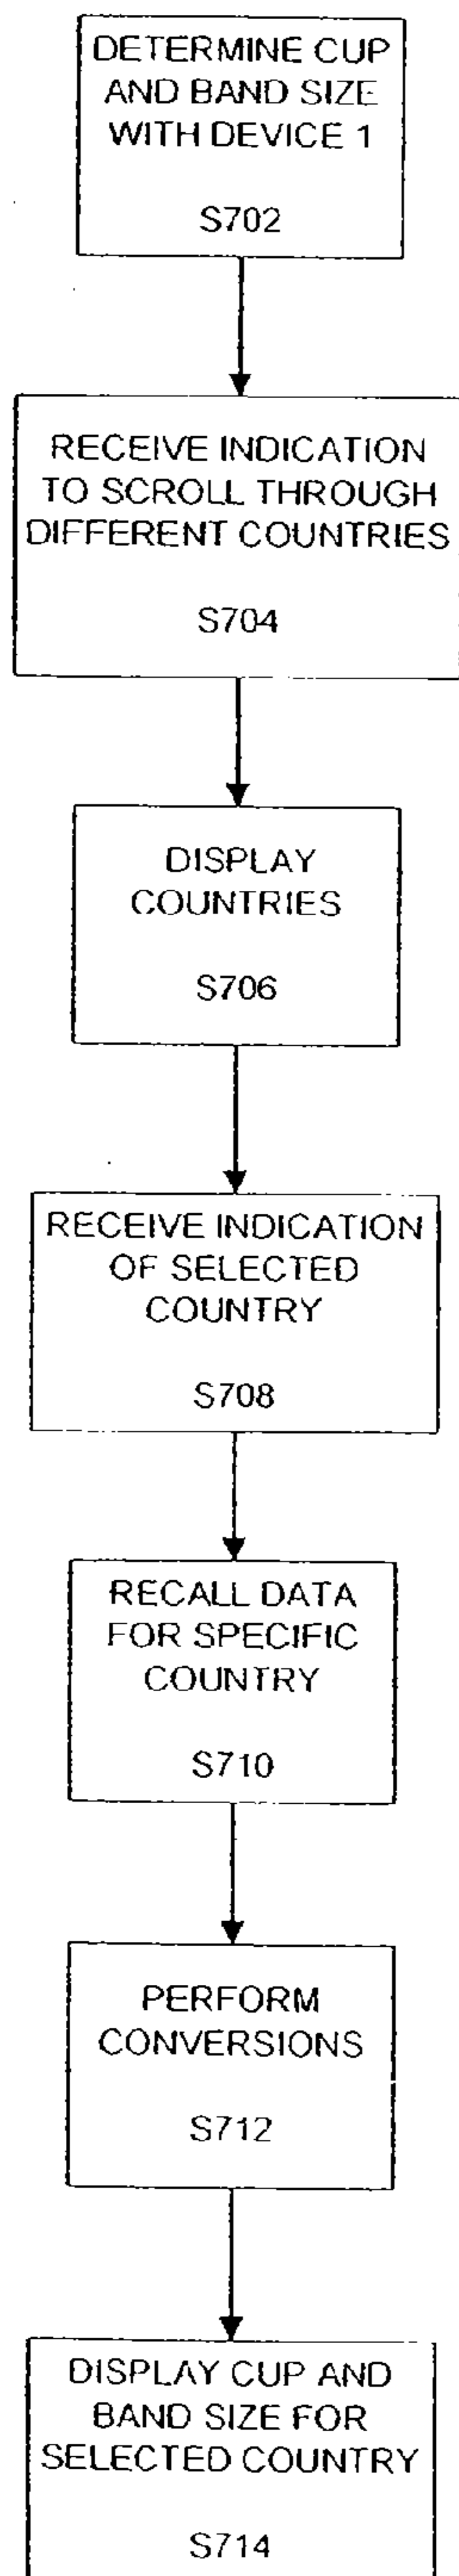 DETERMINE CUP
AND BAND SIZE
WITH DEVICE 1
S702
RECEIVE INDICATION
TO SCROLL THROUGH
DIFFERENT COUNTRIES
S704
DISPLAY
COUNTRIES
S706
RECEIVE INDICATION
OF SELECTED
COUNTRY
S708
RECALL DATA
FOR SPECIFIC
COUNTRY
S710
PERFORM
CONVERSIONS
S712
DISPLAY CUP AND
BAND SIZE FOR
SELECTED COUNTRY
S714